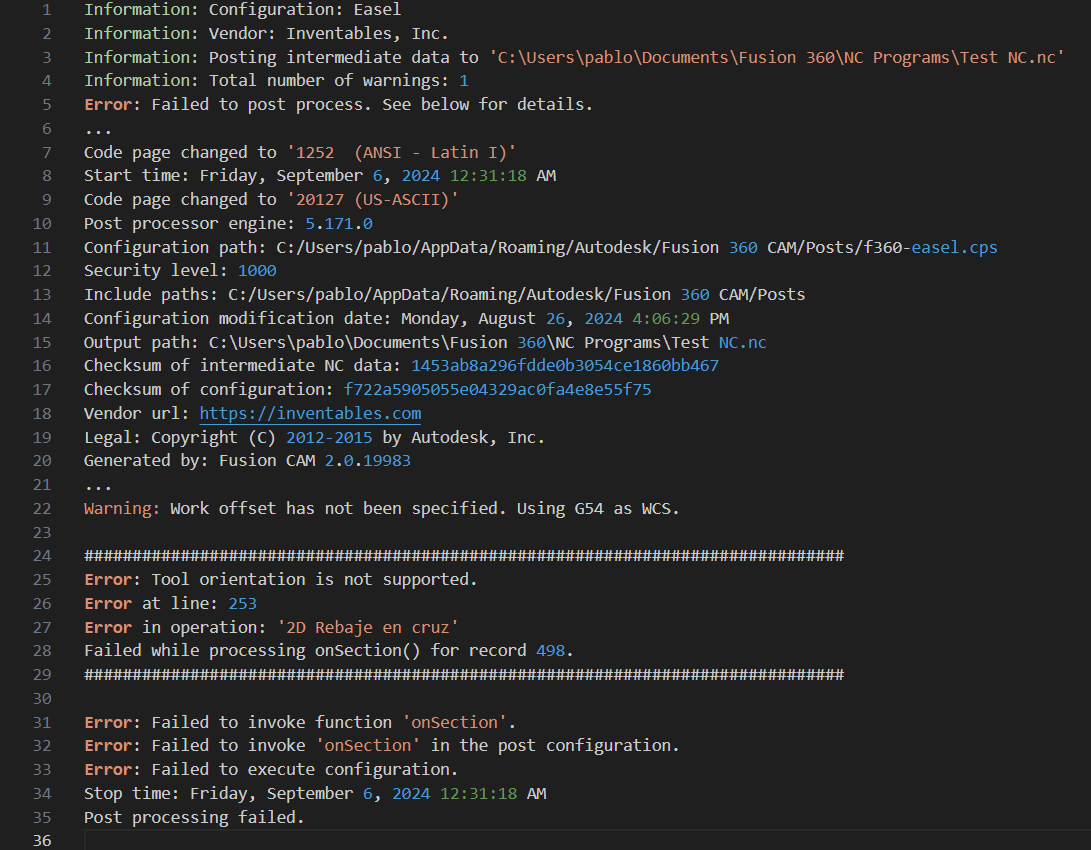 1 Information: Configuration: Easel
2 Information: Vendor: Inventables, Inc.
3 Information: Posting intermediate data to 'C:\Users\pablo\Documents\Fusion 360\NC Programs\Test NC.nc'
4 Information: Total number of warnings: 1
5 Error: Failed to post process. See below for details.
6 ...
7 Code page changed to '1252  (ANSI - Latin I)'
8 Start time: Friday, September 6, 2024 12:31:18 AM
9 Code page changed to '20127 (US-ASCII)'
10 Post processor engine: 5.171.0
11 Configuration path: C:/Users/pablo/AppData/Roaming/Autodesk/Fusion 360 CAM/Posts/f360-easel.cps
12 Security level: 1000
13 Include paths: C:/Users/pablo/AppData/Roaming/Autodesk/Fusion 360 CAM/Posts
14 Configuration modification date: Monday, August 26, 2024 4:06:29 PM
15 Output path: C:\Users\pablo\Documents\Fusion 360\NC Programs\Test NC.nc
16 Checksum of intermediate NC data: 1453ab8a296fdde0b3054ce1860bb467
17 Checksum of configuration: f722a5905055e04329ac0fa4e8e55f75
18 Vendor url: https://inventables.com
19 Legal: Copyright (C) 2012-2015 by Autodesk, Inc.
20 Generated by: Fusion CAM 2.0.19983
21 ...
22 Warning: Work offset has not been specified. Using G54 as WCS.
23
24 ###############################################################################
25 Error: Tool orientation is not supported.
26 Error at line: 253
27 Error in operation: '2D Rebaje en cruz'
28 Failed while processing onSection() for record 498.
29 ###############################################################################
30
31 Error: Failed to invoke function 'onSection'.
32 Error: Failed to invoke 'onSection' in the post configuration.
33 Error: Failed to execute configuration.
34 Stop time: Friday, September 6, 2024 12:31:18 AM
35 Post processing failed.
36